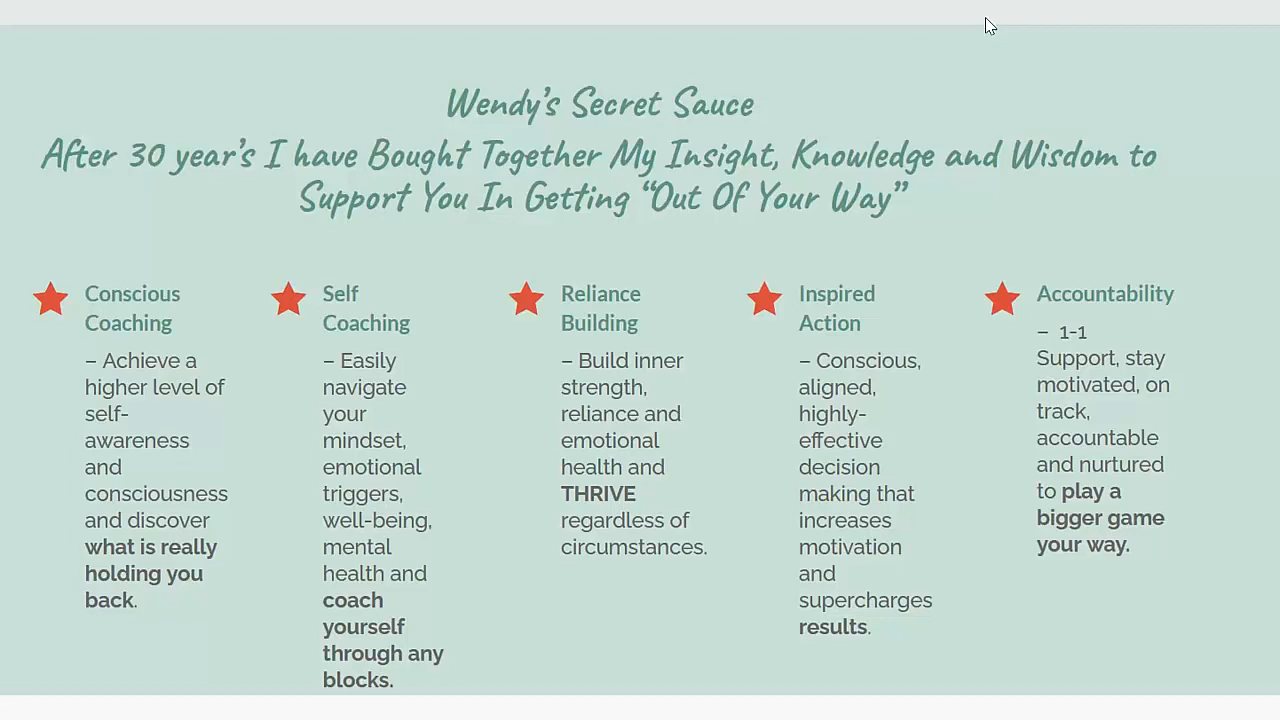 Wendy's Secret Sauce
After 30 year's I have Bought Together My Insight, Knowledge and Wisdom to
Support You In Getting “Out Of Your Way”
Conscious
Coaching
– Achieve a
higher level of
self-
awareness
and
consciousness
and discover
what is really
holding you
back.
Self
Coaching
– Easily
navigate
your
mindset,
emotional
triggers,
well-being,
mental
health and
coach
yourself
through any
blocks.
Reliance
Building
– Build inner
strength,
reliance and
emotional
health and
THRIVE
regardless of
circumstances.
Inspired
Action
– Conscious,
aligned,
highly-
effective
decision
making that
increases
motivation
and
supercharges
results.
Accountability
– 1-1
Support, stay
motivated, on
track,
accountable
and nurtured
to play a
bigger game
your way.